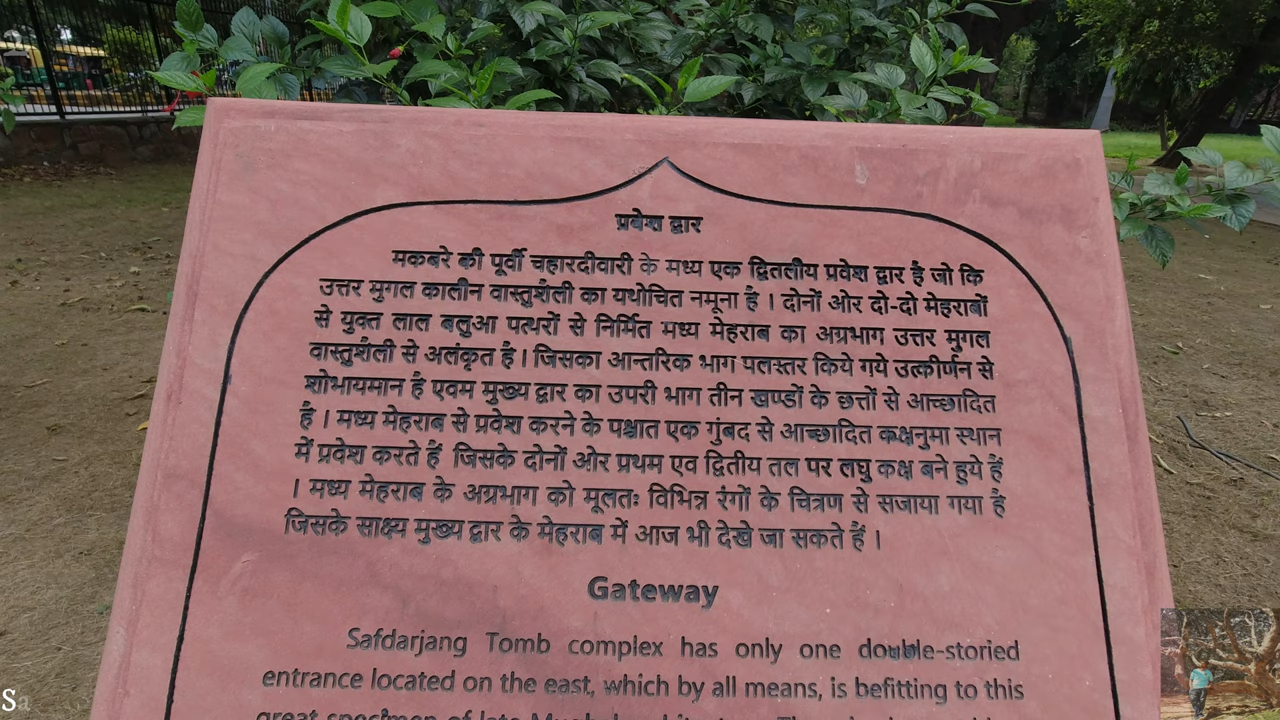 प्रवेश द्वार
मकबरे की पूर्वी चहारदीवारी के मध्य एक द्वितलीय प्रवेश द्वार है जो कि
उत्तर मुगल कालीन वास्तुशैली का यथोचित नमूना है । दोनों ओर दो-दो मेहराबों
से युक्त लाल बलुआ पत्थरों से निर्मित मध्य मेहराब का अग्रभाग उत्तर मुगल
वास्तुशैली से अलंकृत है । जिसका आन्तरिक भाग पलस्तर किये गये उत्कीर्णन से
शोभायमान है एवम मुख्य द्वार का उपरी भाग तीन खण्डों के छत्तों से आच्छादित
है । मध्य मेहराब से प्रवेश करने के पश्चात एक गुंबद से आच्छादित कक्षनुमा स्थान
में प्रवेश करते हैं जिसके दोनों ओर प्रथम एव द्वितीय तल पर लघु कक्ष बने हुये हैं
। मध्य मेहराब के अग्रभाग को मूलतः विभिन्न रंगों के चित्रण से सजाया गया है
जिसके साक्ष्य मुख्य द्वार के मेहराब में आज भी देखे जा सकते हैं ।
Gateway
Safdarjang Tomb complex has only one double-storied
entrance located on the east, which by all means, is befitting to this
great specimen of late
Sa